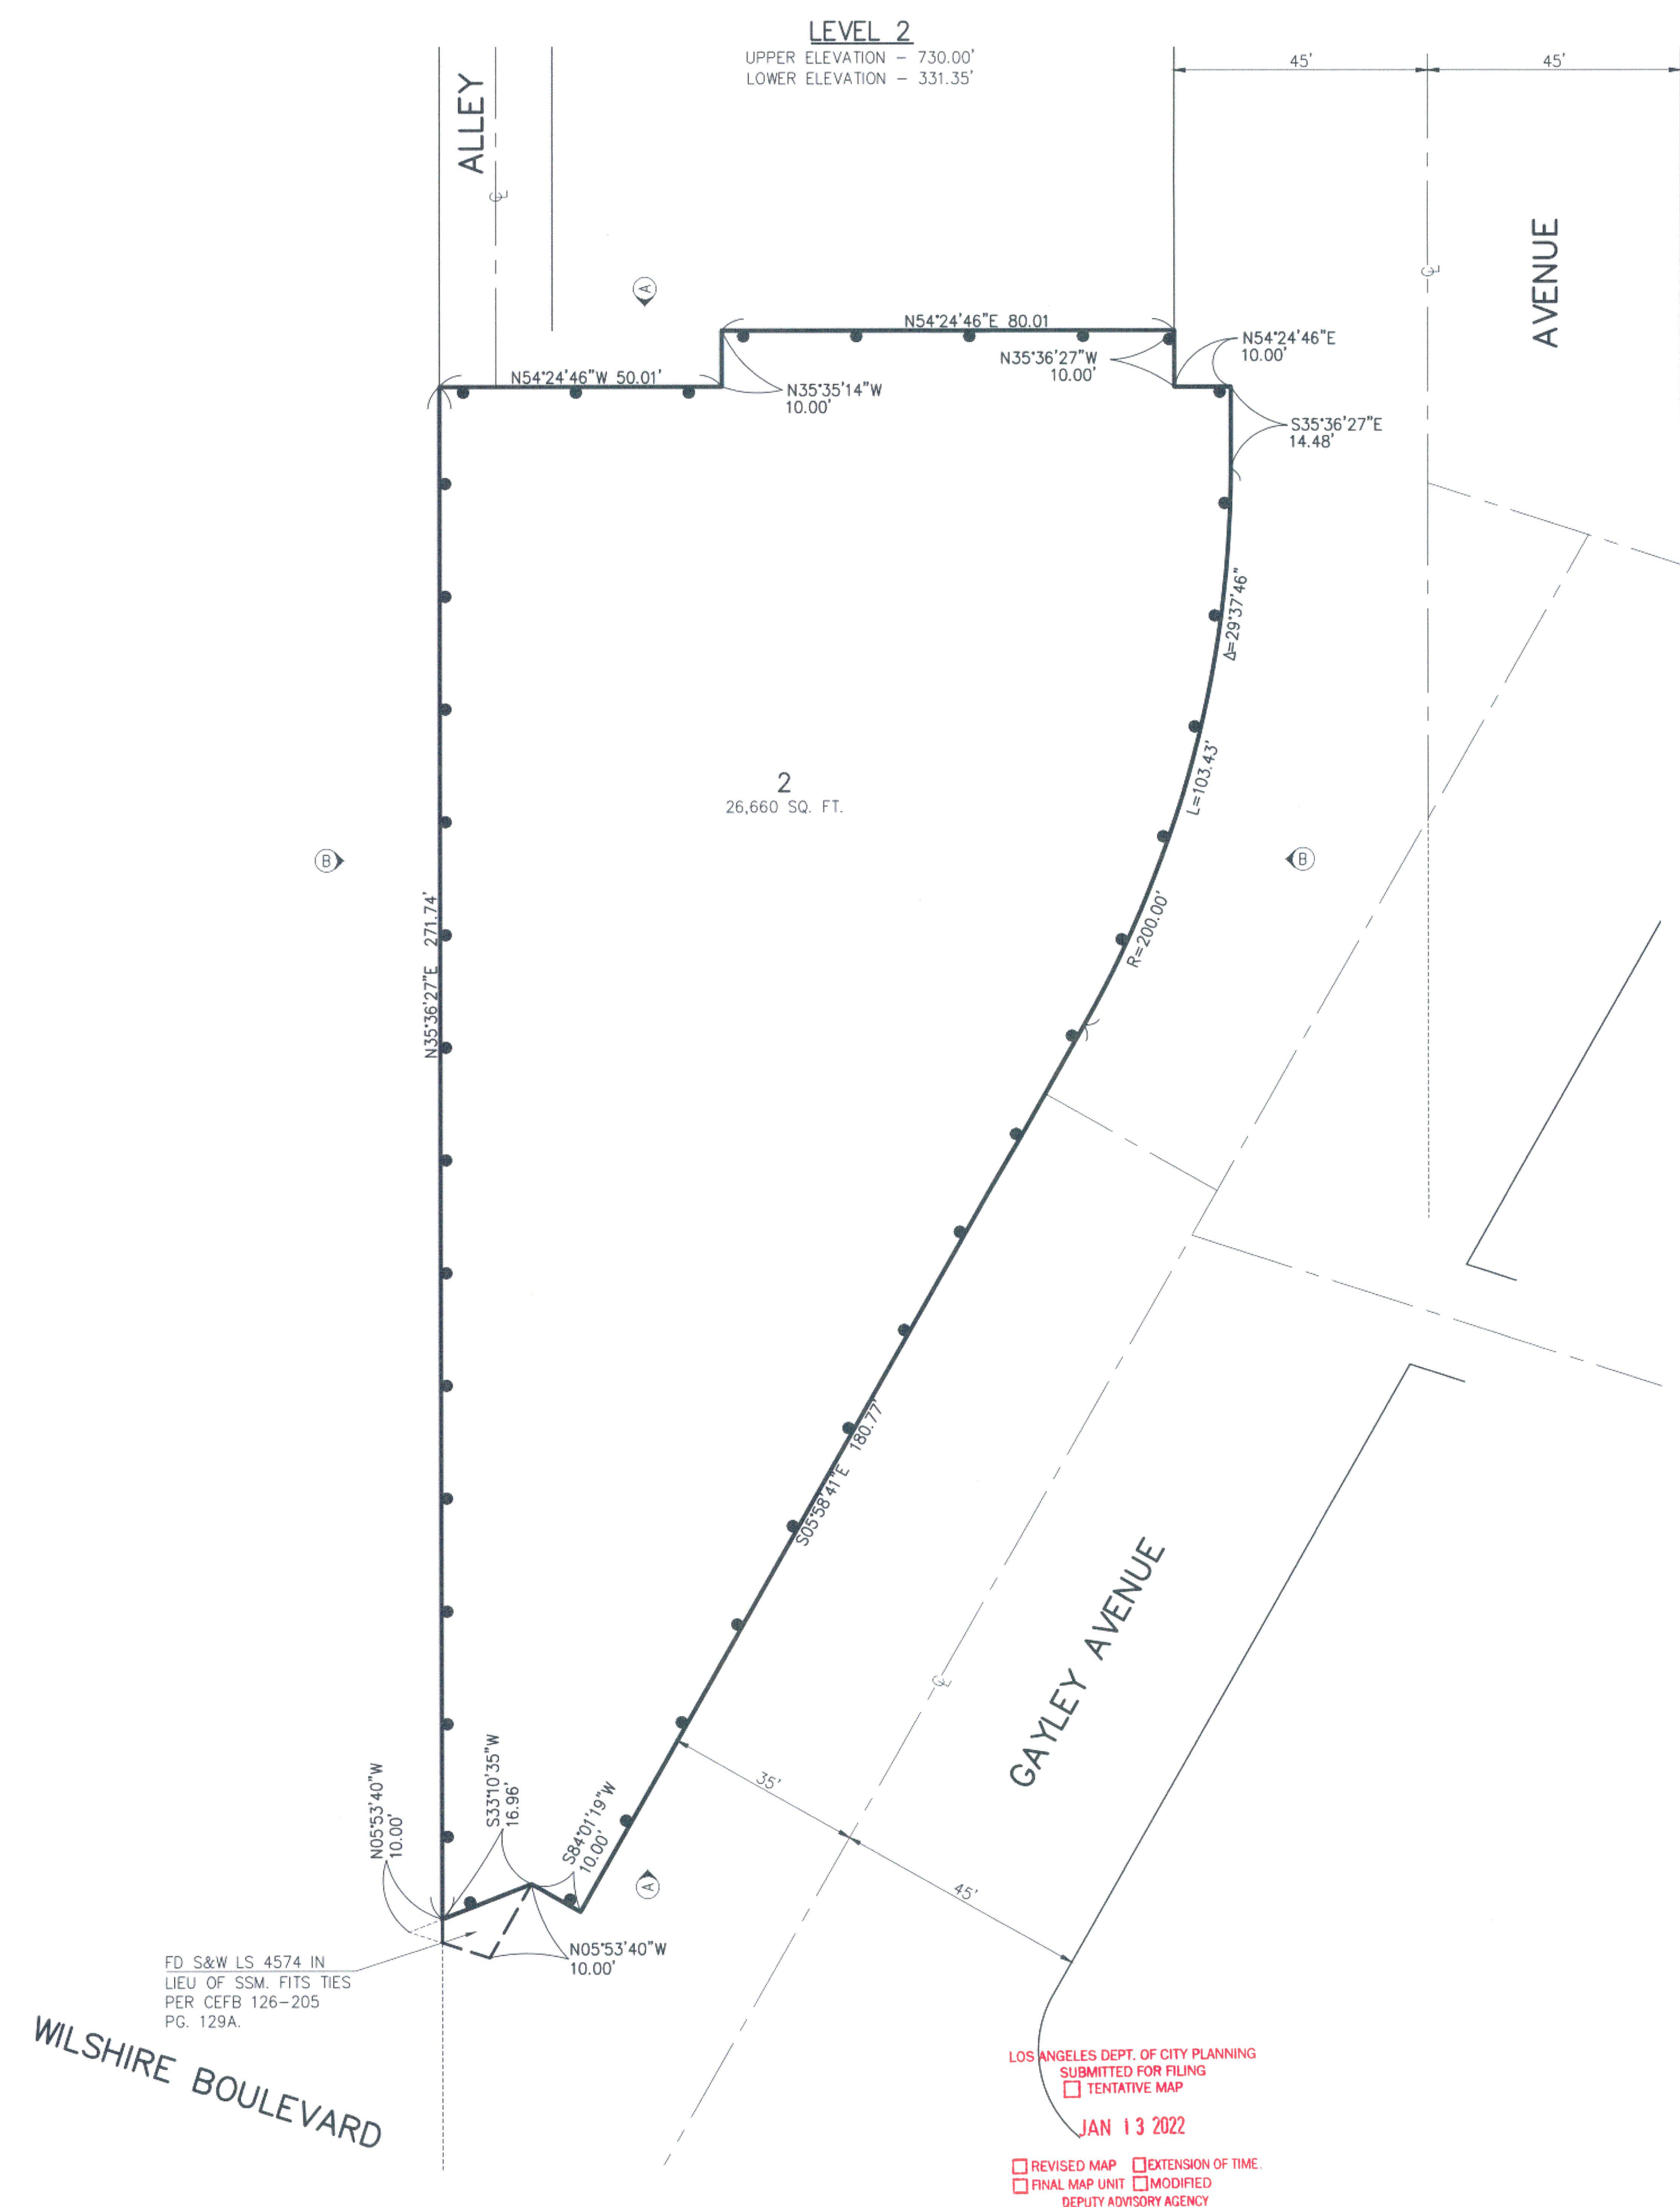 LEVEL 2
UPPER ELEVATION – 730.00'
LOWER ELEVATION – 331.35'
45'
45'
ALLEY
℄
AVENUE
℄
A
N54°24'46"E 80.01
N54°24'46"E
10.00'
N35°36'27"W
10.00'
N54°24'46"W 50.01'
N35°35'14"W
10.00'
S35°36'27"E
14.48'
Δ=29°37'46"
L=103.43'
R=200.00'
2
26,660 SQ. FT.
B
B
N35°36'27"E 271.74'
S05°58'41"E 180.77'
GAYLEY AVENUE
℄
35'
45'
N05°53'40"W
10.00'
S33°10'35"W
16.96'
S84°01'19"W
10.00'
A
N05°53'40"W
10.00'
FD S&W LS 4574 IN
LIEU OF SSM. FITS TIES
PER CEFB 126–205
PG. 129A.
WILSHIRE BOULEVARD
LOS ANGELES DEPT. OF CITY PLANNING
SUBMITTED FOR FILING
TENTATIVE MAP
JAN 13 2022
REVISED MAP EXTENSION OF TIME.
FINAL MAP UNIT MODIFIED
DEPUTY ADVISORY AGENCY